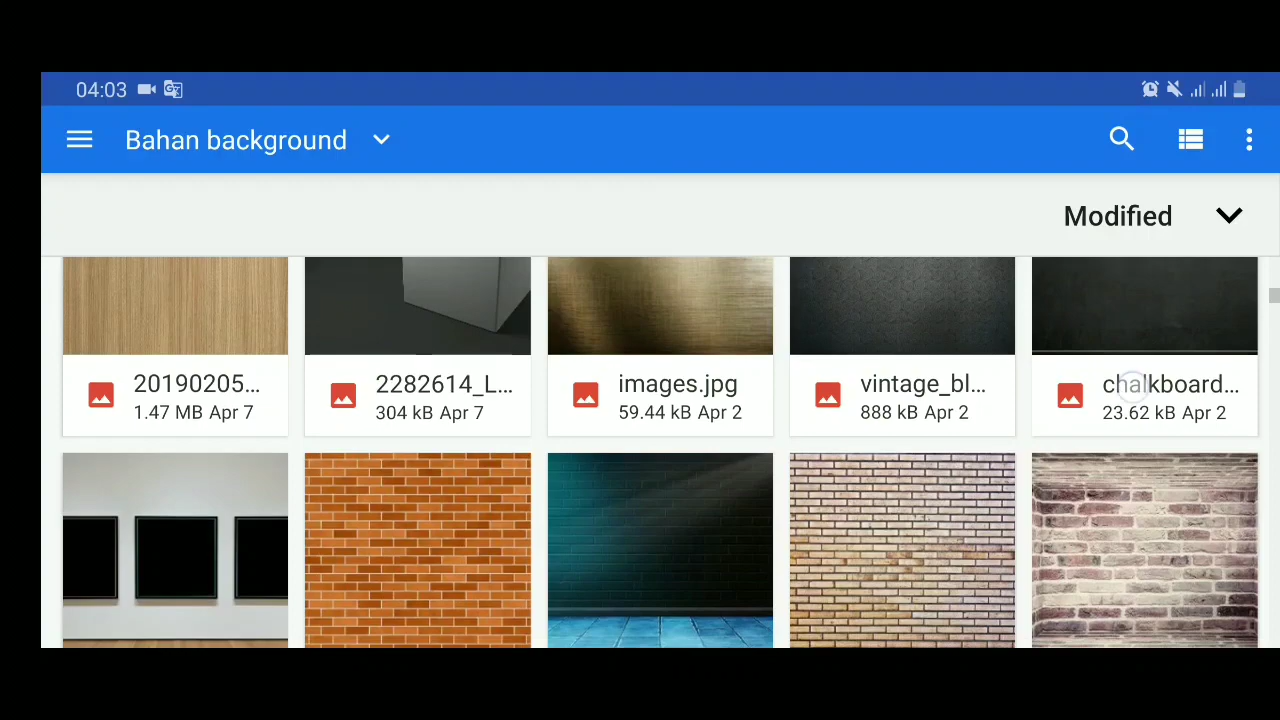 04:03
Bahan background
Modified
20190205...
1.47 MB Apr 7
2282614_L...
304 kB Apr 7
images.jpg
59.44 kB Apr 2
vintage_bl...
888 kB Apr 2
chalkboard...
23.62 kB Apr 2